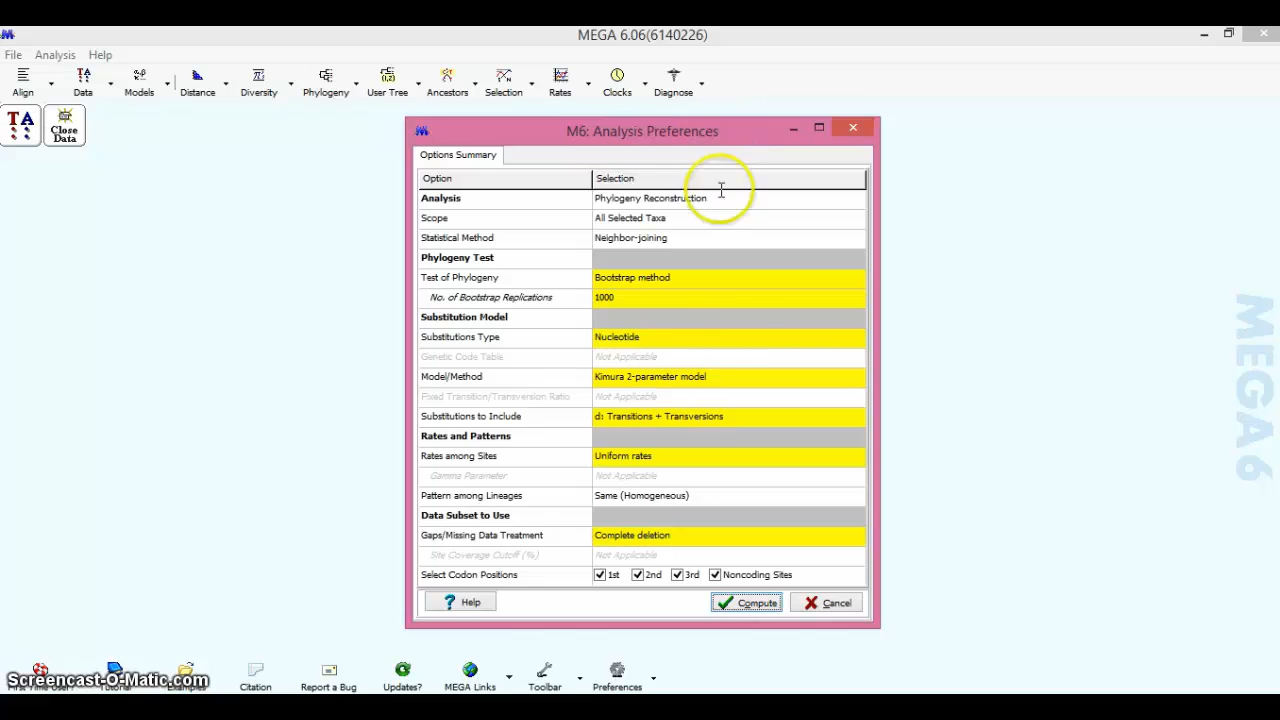 MEGA 6.06(6140226)
File Analysis Help
Align Data Models Distance Diversity Phylogeny User Tree Ancestors Selection Rates Clocks Diagnose
TA Close Data
M6: Analysis Preferences
Options Summary
Option Selection
Analysis Phylogeny Reconstruction
Scope All Selected Taxa
Statistical Method Neighbor-joining
Phylogeny Test
Test of Phylogeny Bootstrap method
No. of Bootstrap Replications 1000
Substitution Model
Substitutions Type Nucleotide
Genetic Code Table Not Applicable
Model/Method Kimura 2-parameter model
Fixed Transition/Transversion Ratio Not Applicable
Substitutions to Include d: Transitions + Transversions
Rates and Patterns
Rates among Sites Uniform rates
Gamma Parameter Not Applicable
Pattern among Lineages Same (Homogeneous)
Data Subset to Use
Gaps/Missing Data Treatment Complete deletion
Site Coverage Cutoff (%) Not Applicable
Select Codon Positions 1st 2nd 3rd Noncoding Sites
? Help Compute Cancel
MEGA 6
Screencast-O-Matic.com
First Time User? Tutorial Examples Citation Report a Bug Updates? MEGA Links Toolbar Preferences